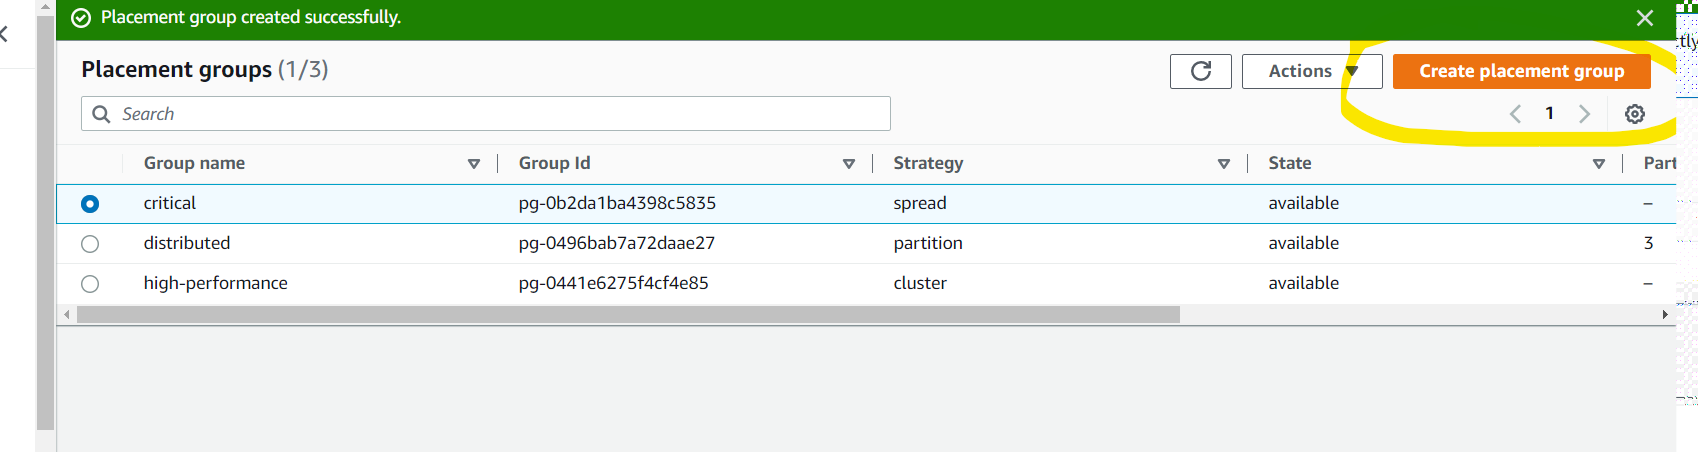 Placement group created successfully.
tly
Placement groups (1/3)
Actions
Create placement group
Search
1
Group name Group Id Strategy State Part
critical pg-0b2da1ba4398c5835 spread available –
distributed pg-0496bab7a72daae27 partition available 3
high-performance pg-0441e6275f4cf4e85 cluster available –